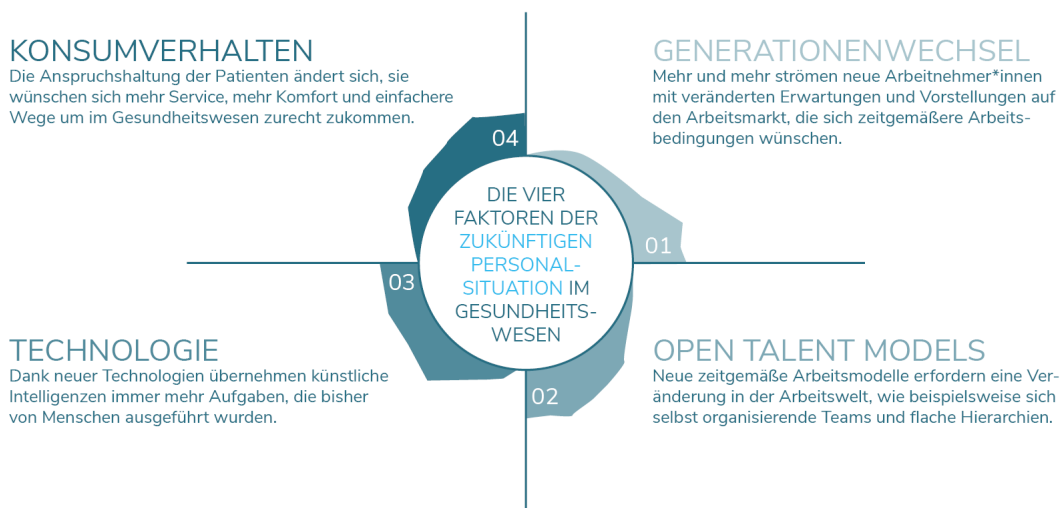 KONSUMVERHALTEN
Die Anspruchshaltung der Patienten ändert sich, sie
wünschen sich mehr Service, mehr Komfort und einfachere
Wege um im Gesundheitswesen zurecht zukommen.
GENERATIONENWECHSEL
Mehr und mehr strömen neue Arbeitnehmer*innen
mit veränderten Erwartungen und Vorstellungen auf
den Arbeitsmarkt, die sich zeitgemäßere Arbeits-
bedingungen wünschen.
04
01
DIE VIER
FAKTOREN DER
ZUKÜNFTIGEN
PERSONAL-
SITUATION IM
GESUNDHEITS-
WESEN
03
02
TECHNOLOGIE
Dank neuer Technologien übernehmen künstliche
Intelligenzen immer mehr Aufgaben, die bisher
von Menschen ausgeführt wurden.
OPEN TALENT MODELS
Neue zeitgemäße Arbeitsmodelle erfordern eine Ver-
änderung in der Arbeitswelt, wie beispielsweise sich
selbst organisierende Teams und flache Hierarchien.